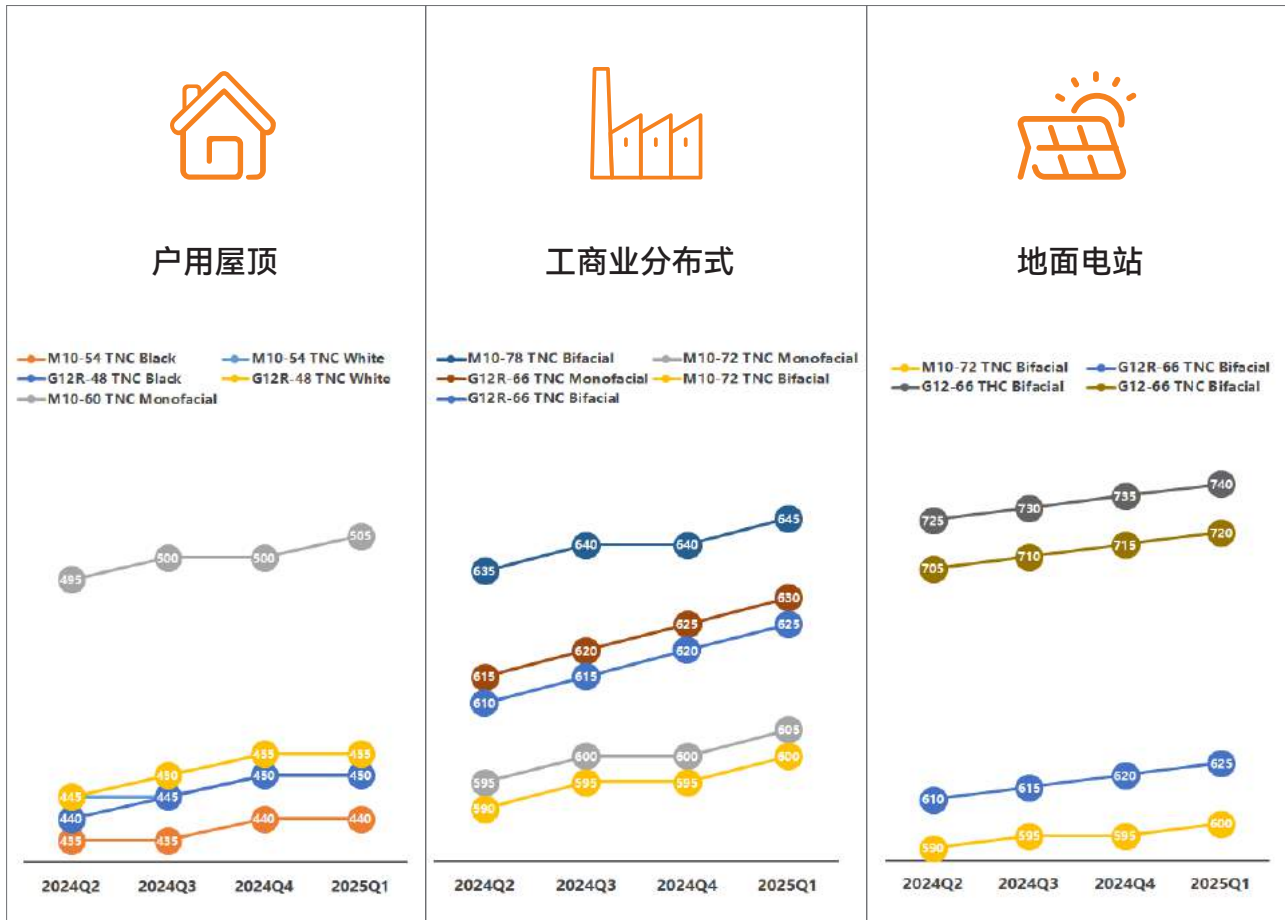 户用屋顶
M10-54 TNC Black
M10-54 TNC White
G12R-48 TNC Black
G12R-48 TNC White
M10-60 TNC Monofacial
495
500
500
505
445
450
455
455
440
445
450
450
435
435
440
440
2024Q2
2024Q3
2024Q4
2025Q1
工商业分布式
M10-78 TNC Bifacial
M10-72 TNC Monofacial
G12R-66 TNC Monofacial
M10-72 TNC Bifacial
G12R-66 TNC Bifacial
635
640
640
645
615
620
625
630
610
615
620
625
595
600
600
605
590
595
595
600
2024Q2
2024Q3
2024Q4
2025Q1
地面电站
M10-72 TNC Bifacial
G12R-66 TNC Bifacial
G12-66 THC Bifacial
G12-66 TNC Bifacial
725
730
735
740
705
710
715
720
610
615
620
625
590
595
595
600
2024Q2
2024Q3
2024Q4
2025Q1